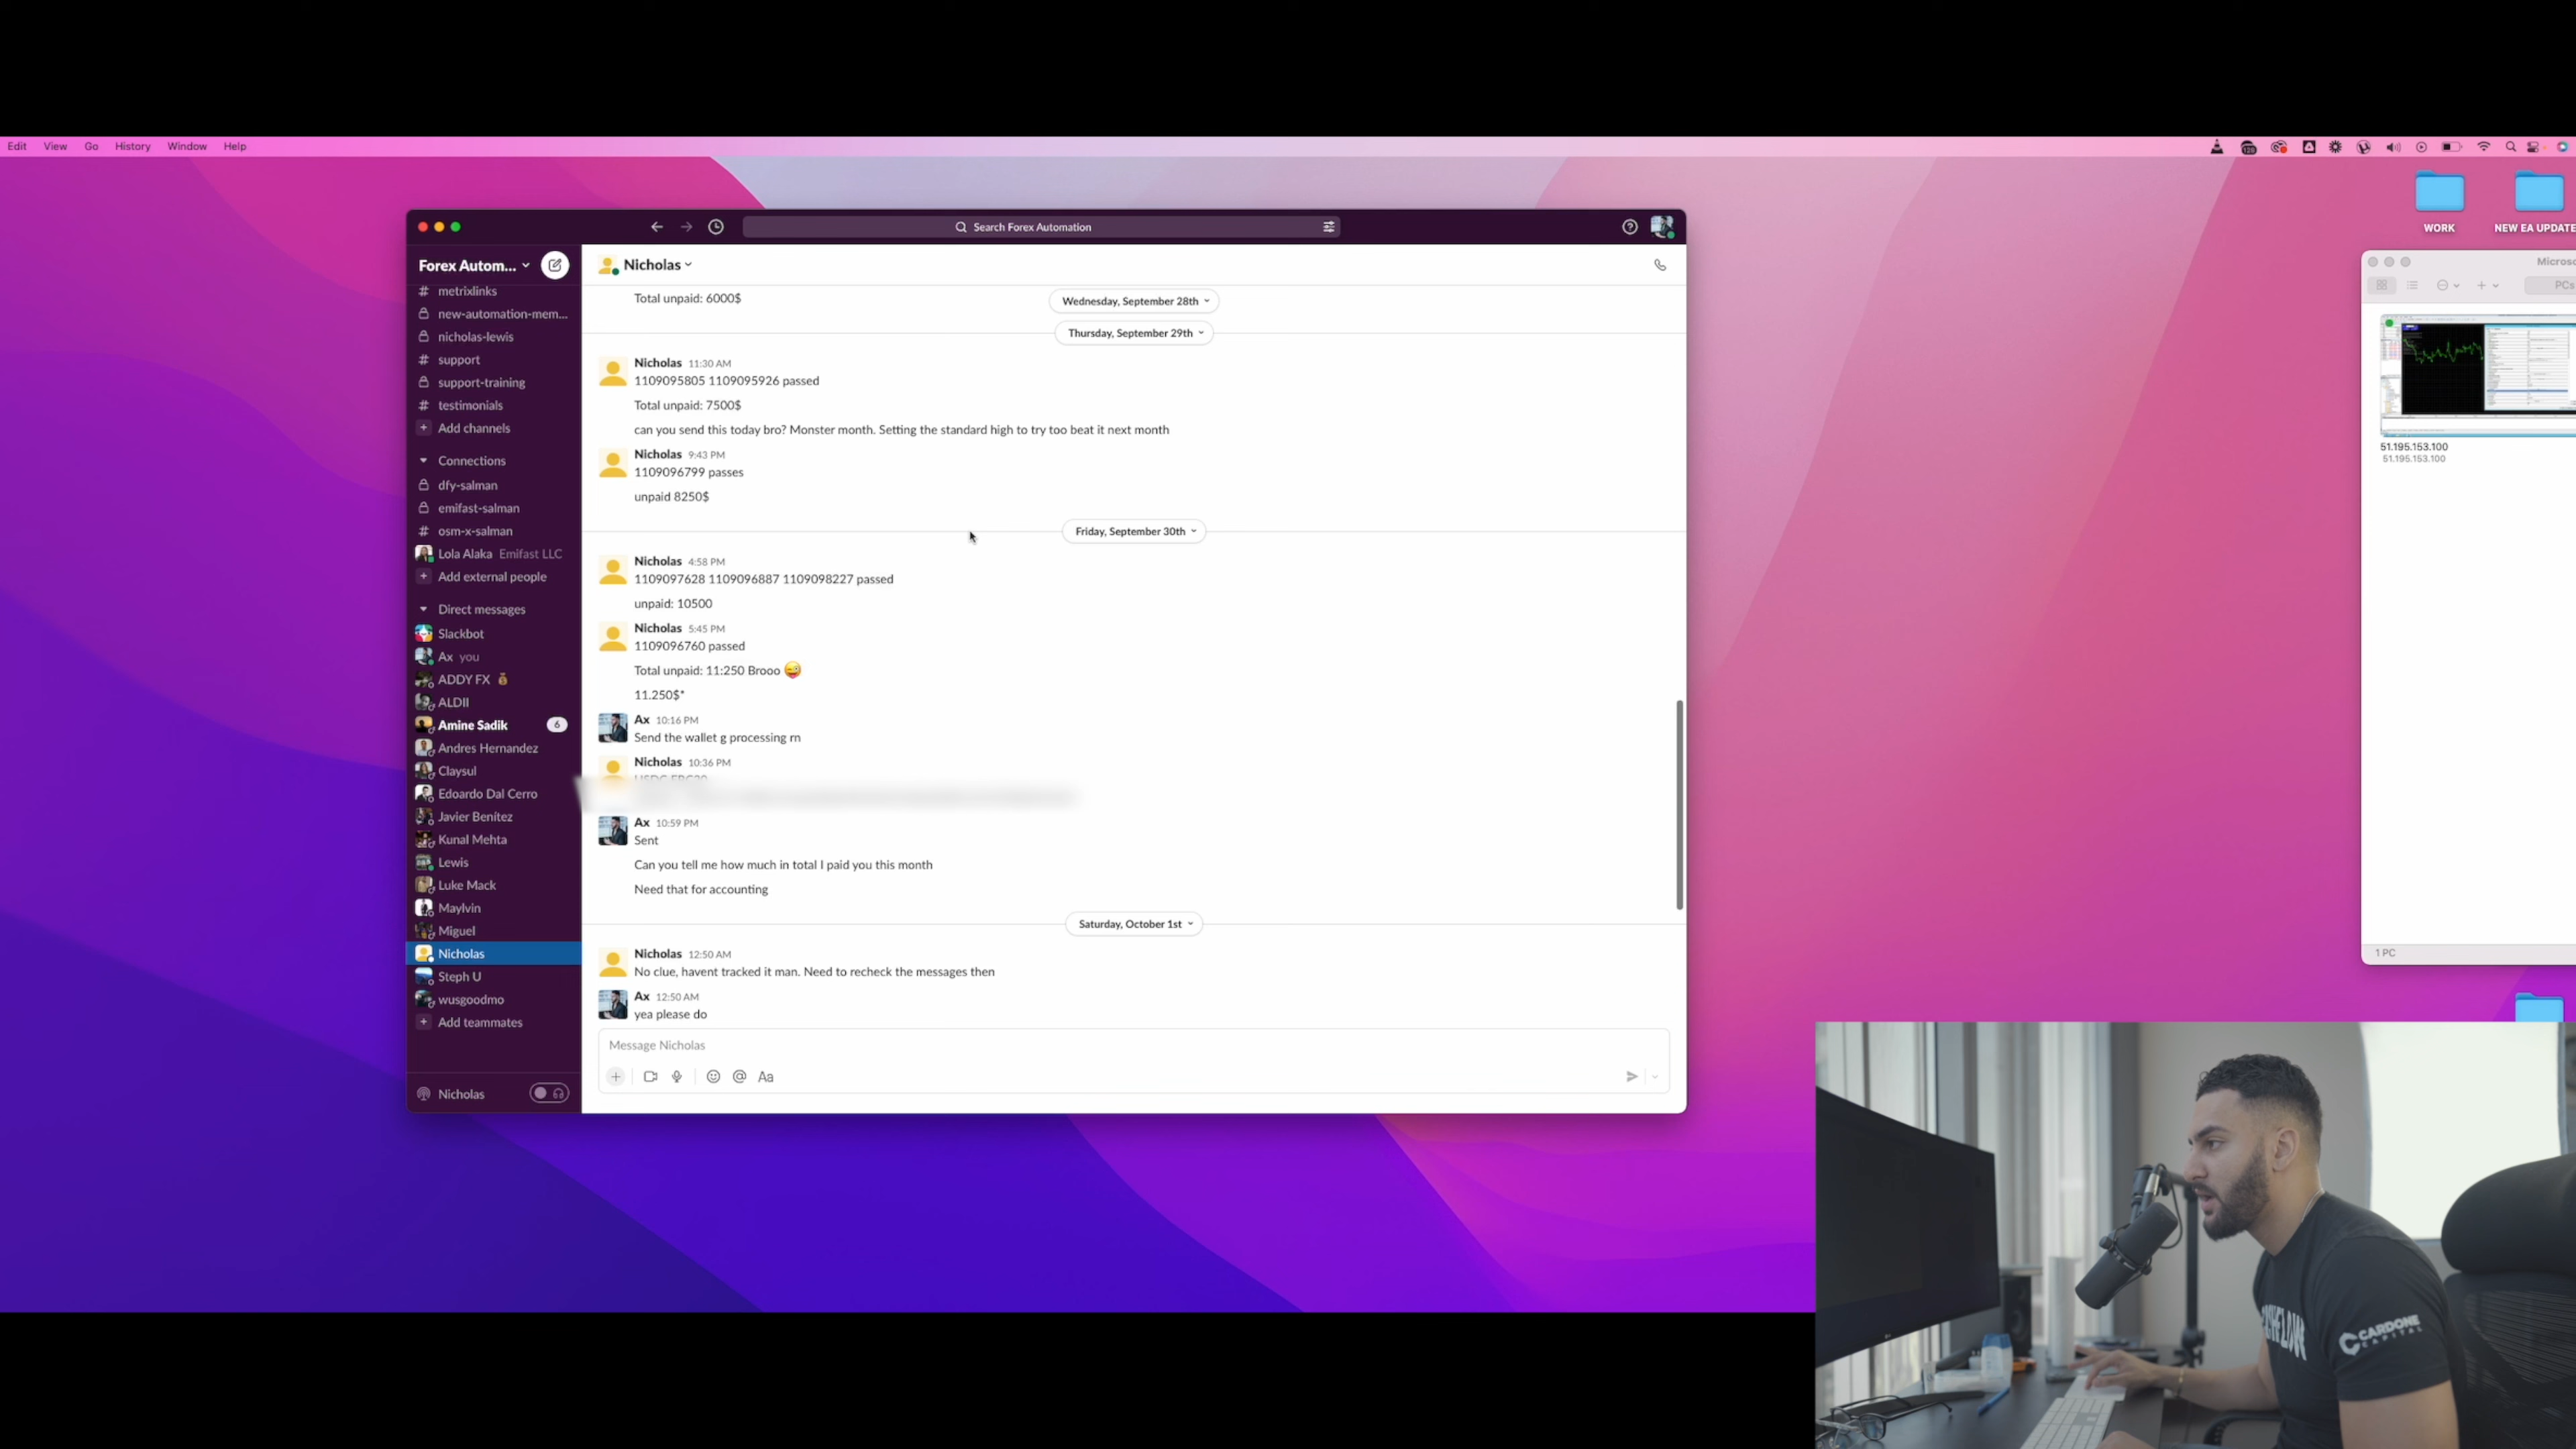 Edit View Go History Window Help
WORK
NEW EA UPDATE
Search Forex Automation
Forex Autom...
metrixlinks
new-automation-mem...
nicholas-lewis
support
support-training
testimonials
Add channels
Connections
dfy-salman
emifast-salman
osm-x-salman
Lola Alaka Emifast LLC
Add external people
Direct messages
Slackbot
Ax you
ADDY FX
ALDII
Amine Sadik 6
Andres Hernandez
Claysul
Edoardo Dal Cerro
Javier Benítez
Kunal Mehta
Lewis
Luke Mack
Maylvin
Miguel
Nicholas
Steph U
wusgoodmo
Add teammates
Nicholas
Nicholas
Total unpaid: 6000$
Wednesday, September 28th
Thursday, September 29th
Nicholas 11:30 AM
1109095805 1109095926 passed
Total unpaid: 7500$
can you send this today bro? Monster month. Setting the standard high to try too beat it next month
Nicholas 9:43 PM
1109096799 passes
unpaid 8250$
Friday, September 30th
Nicholas 4:58 PM
1109097628 1109096887 1109098227 passed
unpaid: 10500
Nicholas 5:45 PM
1109096760 passed
Total unpaid: 11:250 Brooo 😜
11.250$*
Ax 10:16 PM
Send the wallet g processing rn
Nicholas 10:36 PM
Ax 10:59 PM
Sent
Can you tell me how much in total I paid you this month
Need that for accounting
Saturday, October 1st
Nicholas 12:50 AM
No clue, havent tracked it man. Need to recheck the messages then
Ax 12:50 AM
yea please do
Message Nicholas
Aa
Microso
PCs
51.195.153.100
51.195.153.100
1 PC
CARDONE
CAPITAL